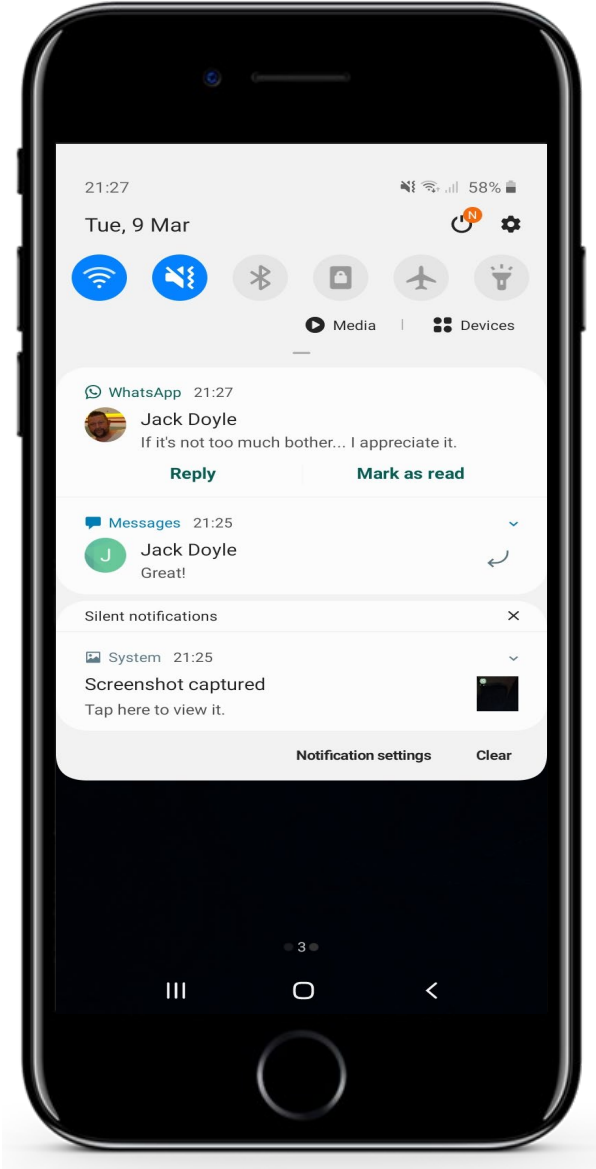 21:27
58%
Tue, 9 Mar
N
Media
Devices
WhatsApp 21:27
Jack Doyle
If it's not too much bother... I appreciate it.
Reply
Mark as read
Messages 21:25
J
Jack Doyle
Great!
Silent notifications
System 21:25
Screenshot captured
Tap here to view it.
Notification settings
Clear
3